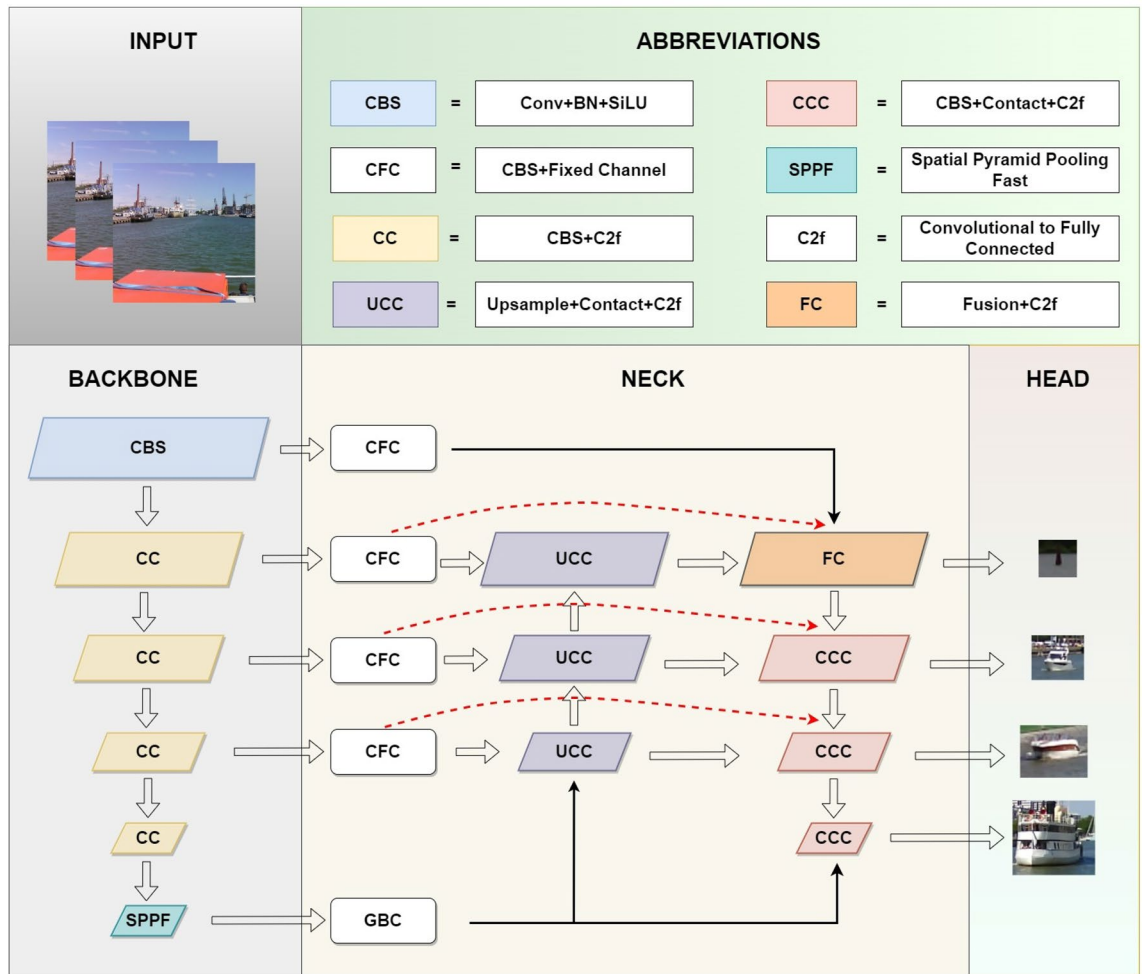 INPUT
ABBREVIATIONS
CBS = Conv+BN+SiLU
CCC = CBS+Contact+C2f
CFC = CBS+Fixed Channel
SPPF = Spatial Pyramid Pooling
Fast
CC = CBS+C2f
C2f = Convolutional to Fully
Connected
UCC = Upsample+Contact+C2f
FC = Fusion+C2f
BACKBONE
NECK
HEAD
CBS
CFC
CC
CFC
UCC
FC
CC
CFC
UCC
CCC
CC
CFC
UCC
CCC
CC
CCC
SPPF
GBC